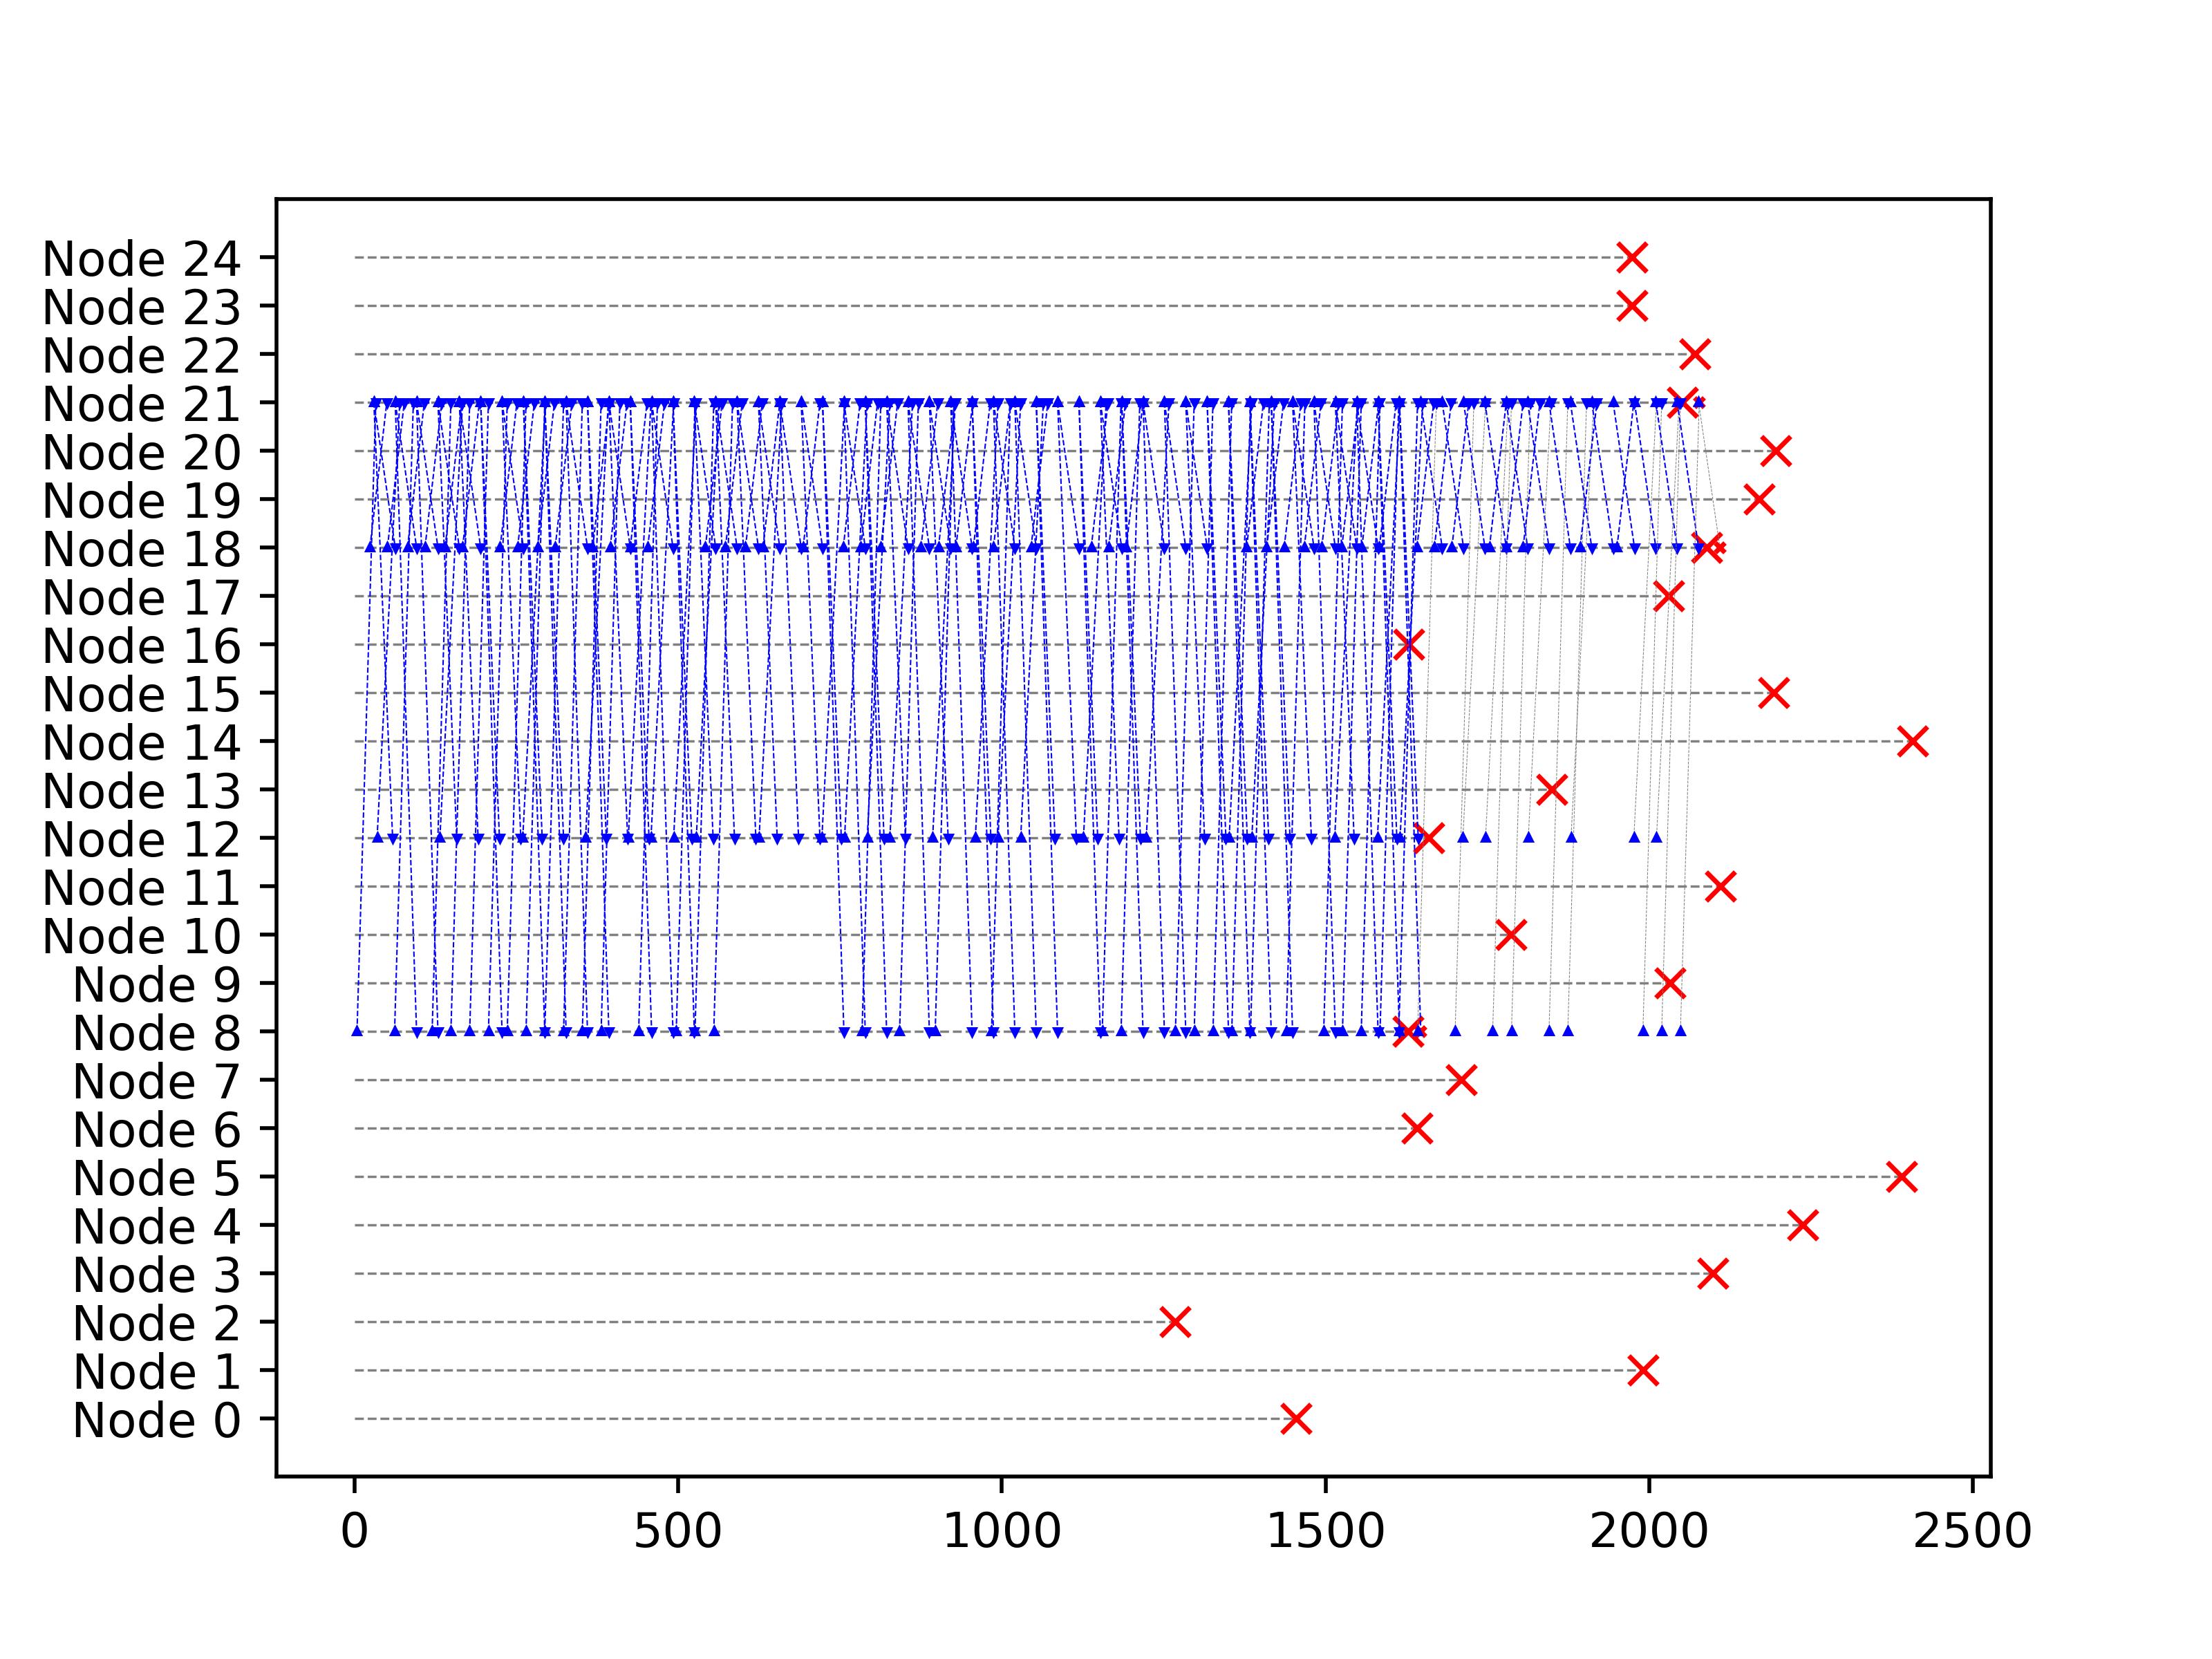 Node 24
Node 23
Node 22
Node 21
Node 20
Node 19
Node 18
Node 17
Node 16
Node 15
Node 14
Node 13
Node 12
Node 11
Node 10
Node 9
Node 8
Node 7
Node 6
Node 5
Node 4
Node 3
Node 2
Node 1
Node 0
0 500 1000 1500 2000 2500